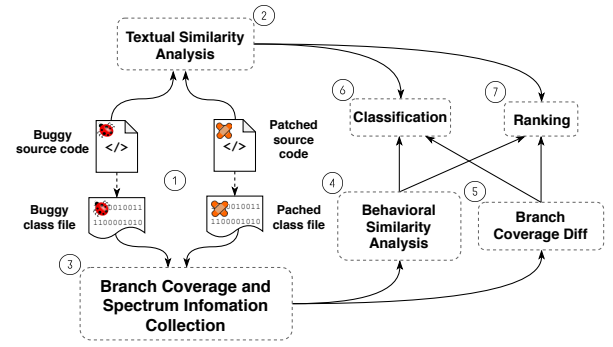 2
Textual Similarity
Analysis
6
Classification
7
Ranking
Buggy
source code
</>
</>
Patched
source
code
1
Buggy
class file
0010011
1100001010
010011
1100001010
Pached
class file
4
Behavioral
Similarity
Analysis
5
Branch
Coverage Diff
3
Branch Coverage and
Spectrum Infomation
Collection